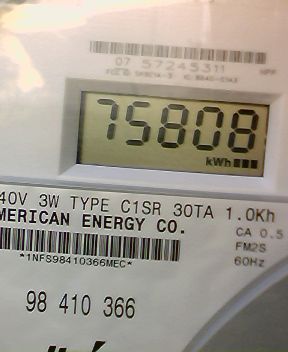 07 57245311
75808
kWh
40V 3W TYPE C1SR 30TA 1.0Kh
MERICAN ENERGY CO.
CA 0.5
FM2S
*1NFS98410366MEC*
60Hz
98 410 366